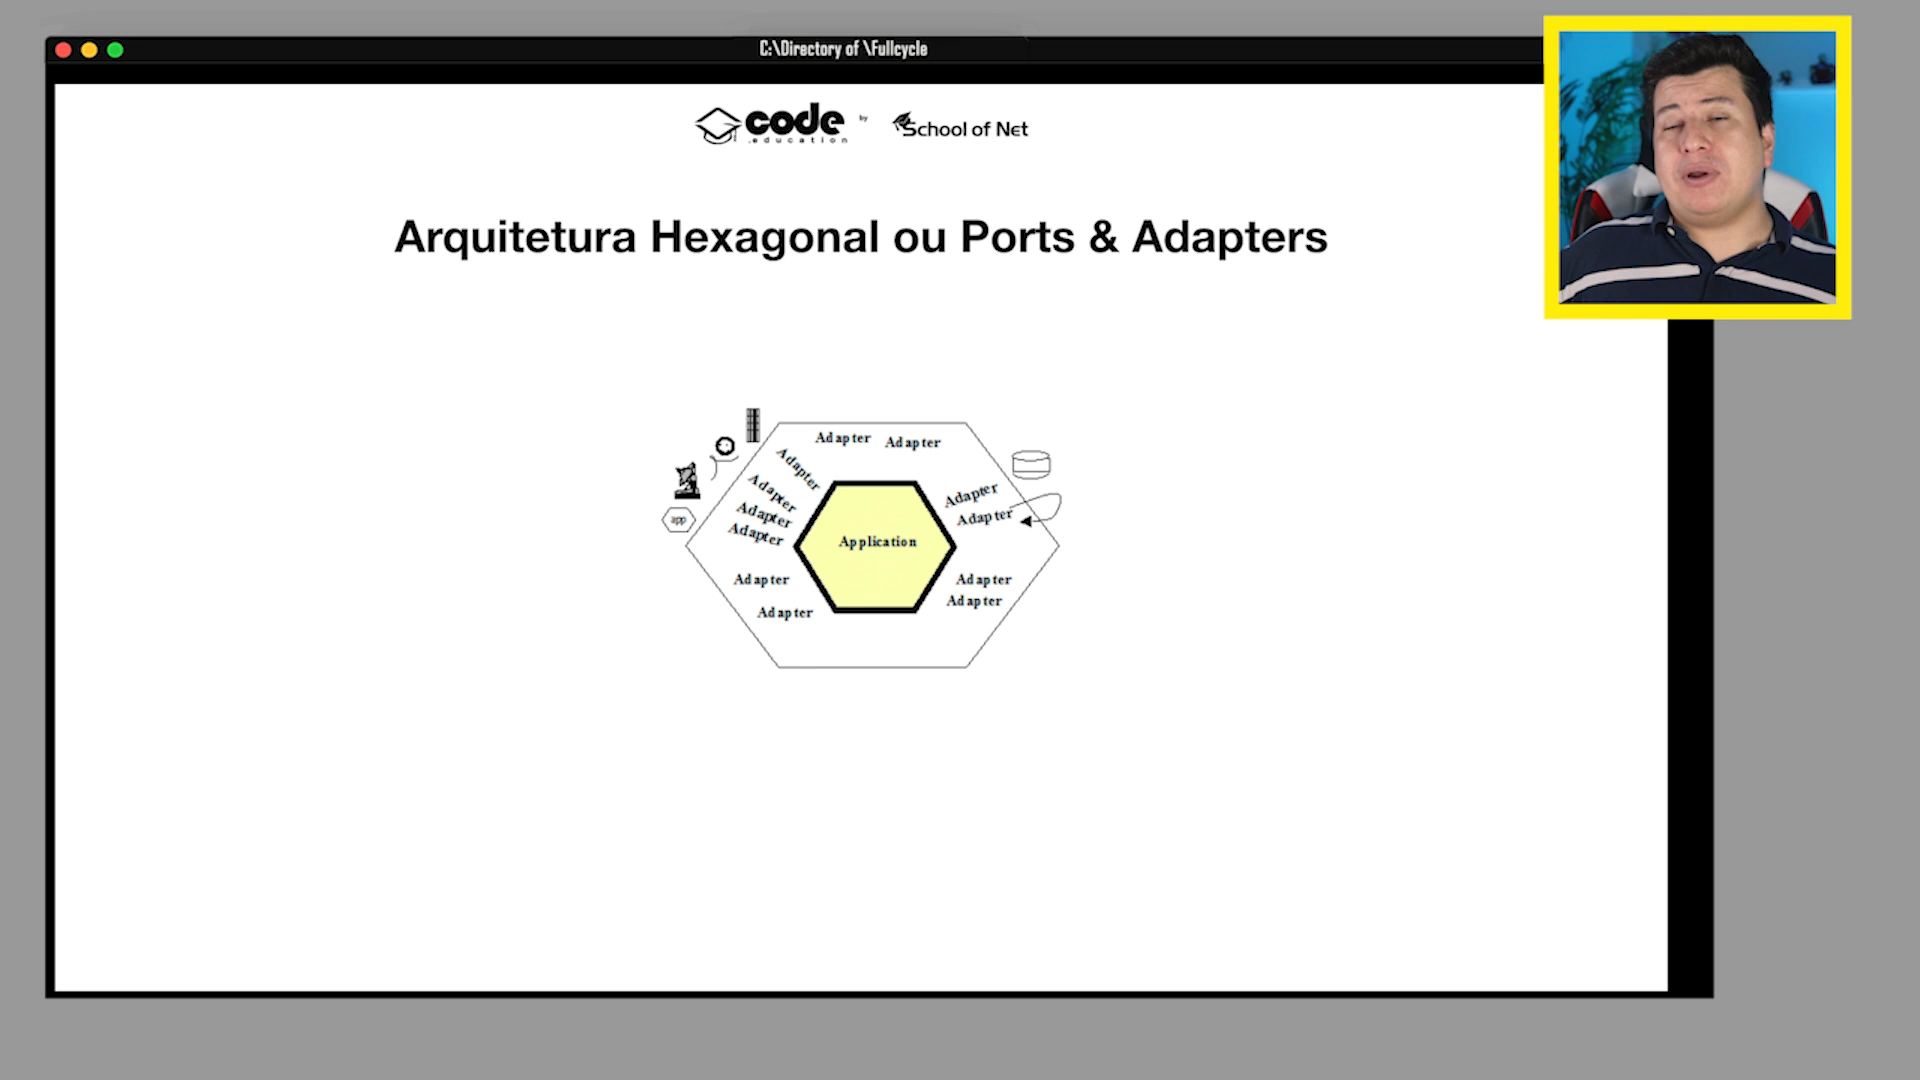 C:\Directory of \Fullcycle
code by School of Net
.education
Arquitetura Hexagonal ou Ports & Adapters
Adapter Adapter
Adapter
Adapter
Adapter
Adapter
Adapter
Adapter
app
Application
Adapter
Adapter
Adapter
Adapter